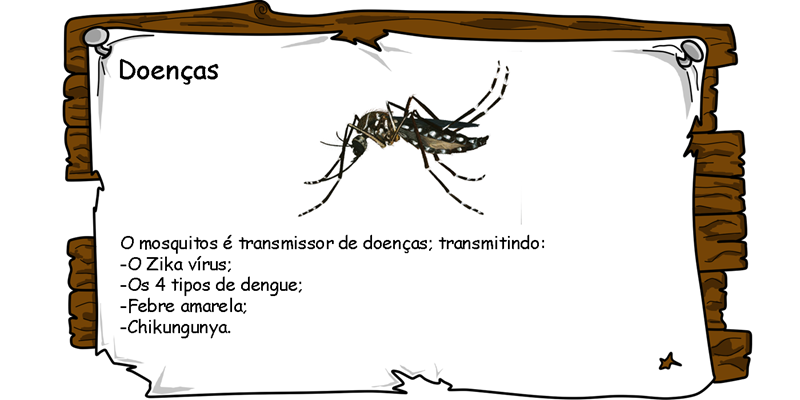 Doenças
O mosquitos é transmissor de doenças; transmitindo:
-O Zika vírus;
-Os 4 tipos de dengue;
-Febre amarela;
-Chikungunya.